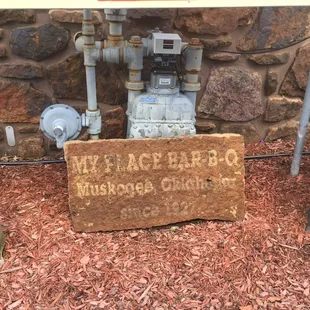 MY PLACE BAR-B-Q
Muskogee, Oklahoma
since